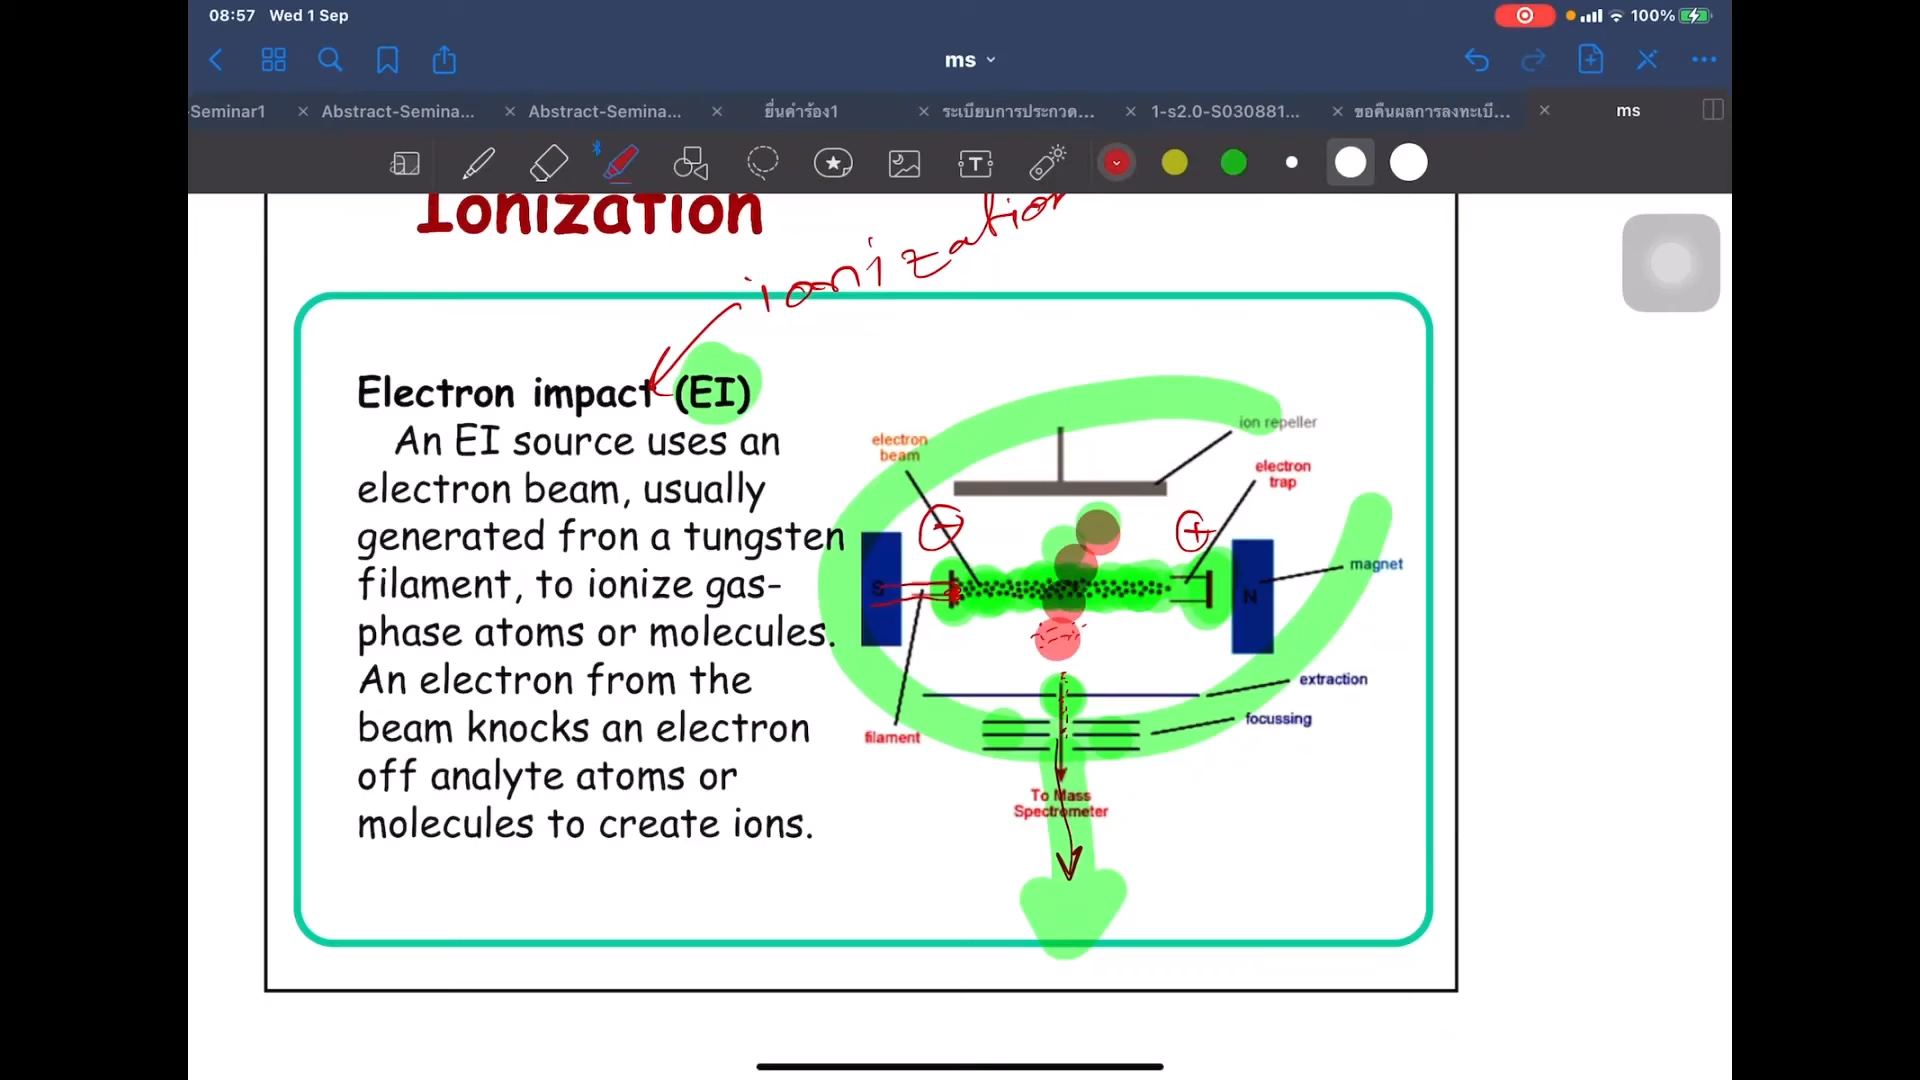 08:57 Wed 1 Sep
100%
ms
Seminar1
Abstract-Semina...
Abstract-Semina...
ยื่นคำร้อง1
ระเบียบการประกวด...
1-s2.0-S030881...
ขอคืนผลการลงทะเบี...
ms
T
Ionization
ionization
Electron impact (EI)
An EI source uses an
electron beam, usually
generated fron a tungsten
filament, to ionize gas-
phase atoms or molecules.
An electron from the
beam knocks an electron
off analyte atoms or
molecules to create ions.
ion repeller
electron
beam
electron
trap
-
+
magnet
S
N
extraction
focussing
filament
To Mass
Spectrometer